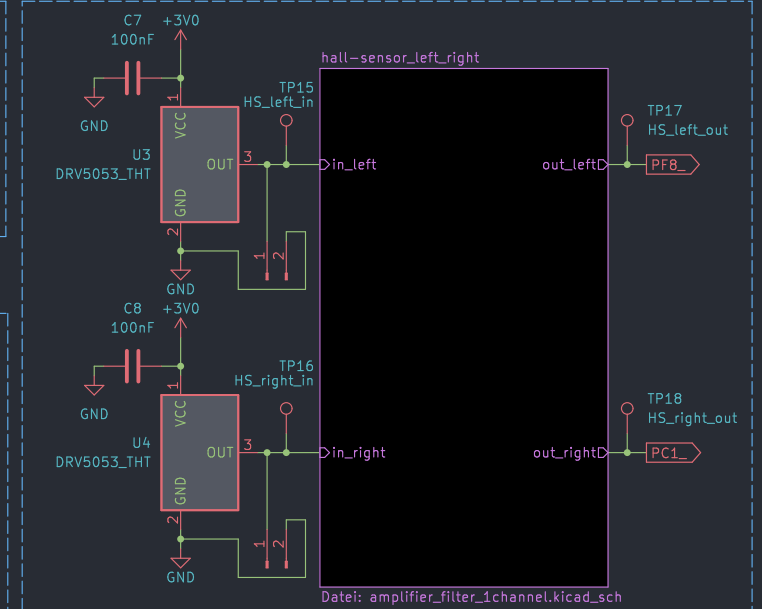 C7
+3V0
100nF
GND
1
VCC
U3
DRV5053_THT
OUT
3
GND
2
GND
1
2
TP15
HS_left_in
hall-sensor_left_right
in_left
out_left
TP17
HS_left_out
PF8_
C8
+3V0
100nF
GND
1
VCC
U4
DRV5053_THT
OUT
3
GND
2
GND
1
2
TP16
HS_right_in
in_right
out_right
TP18
HS_right_out
PC1_
Datei: amplifier_filter_1channel.kicad_sch